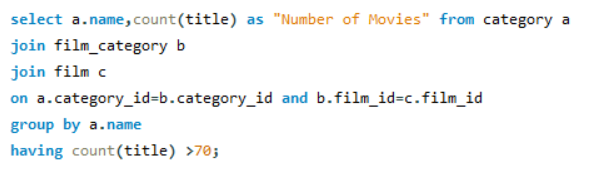 select a.name,count(title) as "Number of Movies" from category a
join film_category b
join film c
on a.category_id=b.category_id and b.film_id=c.film_id
group by a.name
having count(title) >70;